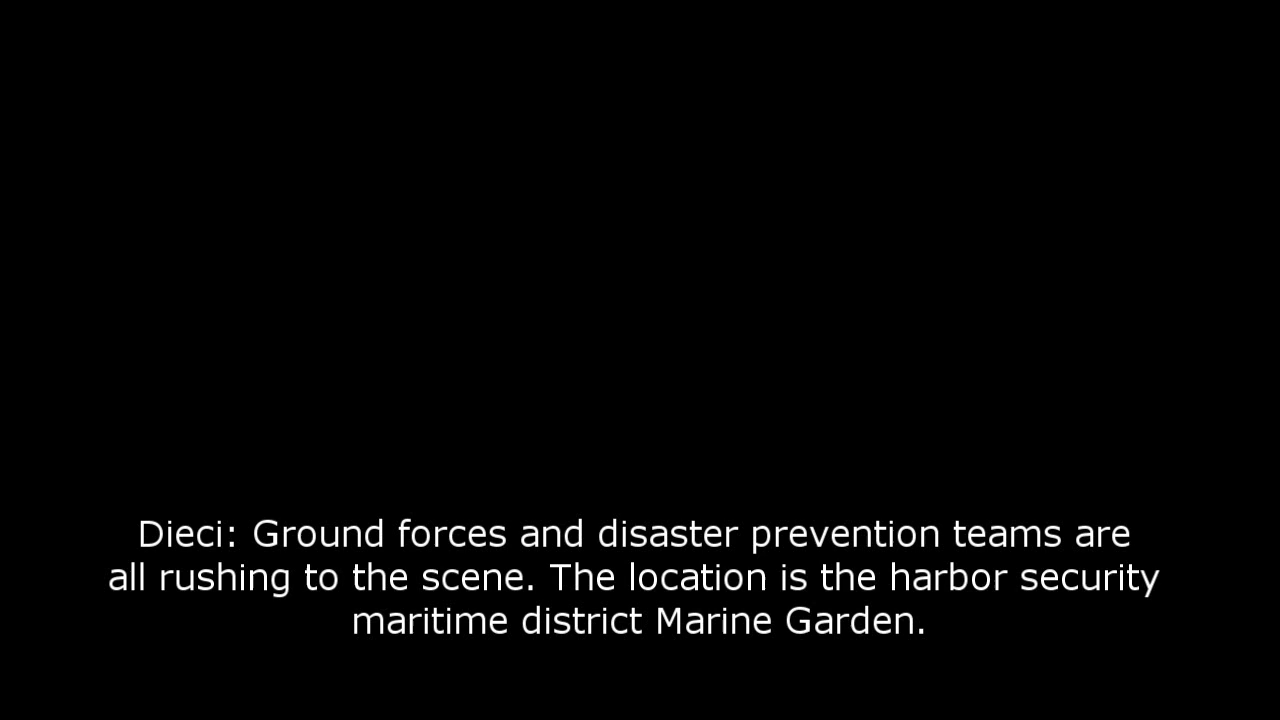 Dieci: Ground forces and disaster prevention teams are
all rushing to the scene. The location is the harbor security
maritime district Marine Garden.